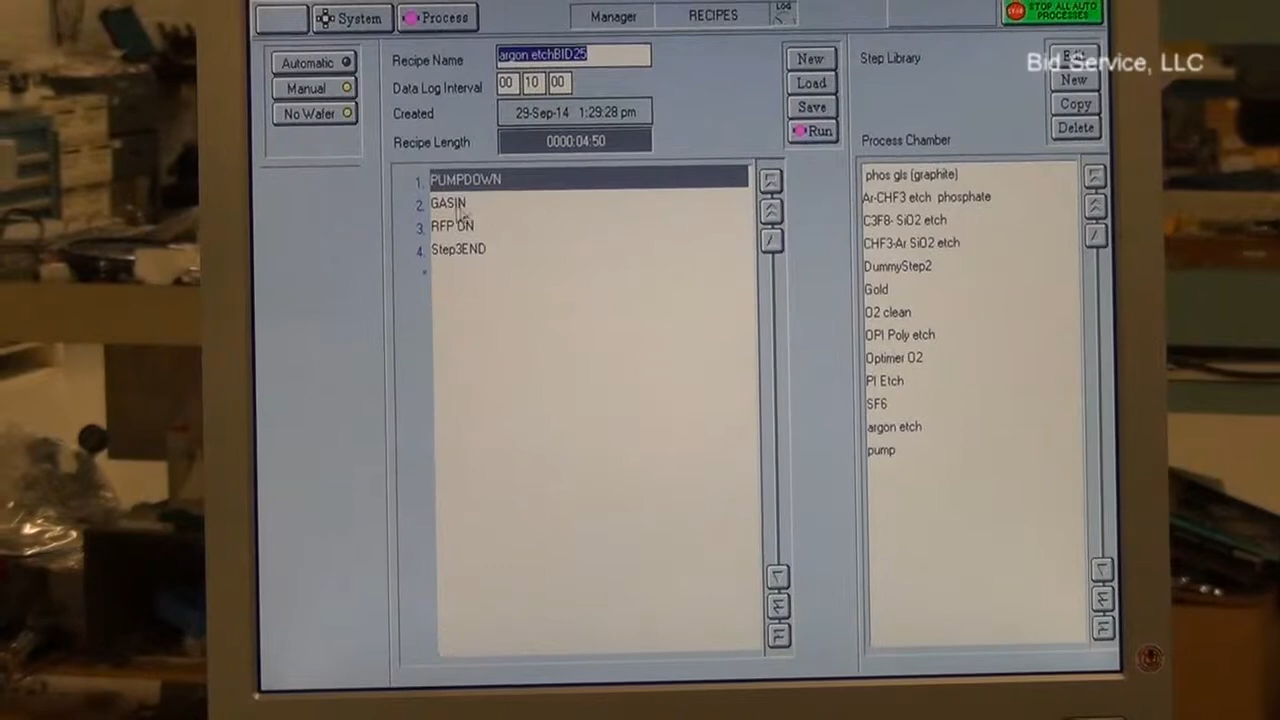 System
Process
Manager
RECIPES
LOG
STOP
STOP ALL AUTO
PROCESSES
Bid Service, LLC
Automatic
Manual
No Wafer
Recipe Name
argon etchBID25
Data Log Interval
00 10 00
Created
29-Sep-14 1:29:28 pm
Recipe Length
0000:04:50
New
Load
Save
Run
Step Library
Edit
New
Copy
Delete
Process Chamber
1. PUMPDOWN
2. GASIN
3. RFP ON
4. Step3END
*
phos gls (graphite)
Ar-CHF3 etch phosphate
C3F8- SiO2 etch
CHF3-Ar SiO2 etch
DummyStep2
Gold
O2 clean
OPI Poly etch
Optimer O2
PI Etch
SF6
argon etch
pump